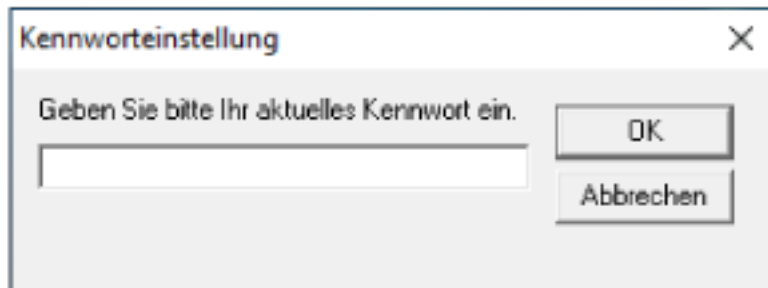 Kennworteinstellung
Geben Sie bitte Ihr aktuelles Kennwort ein.
OK
Abbrechen